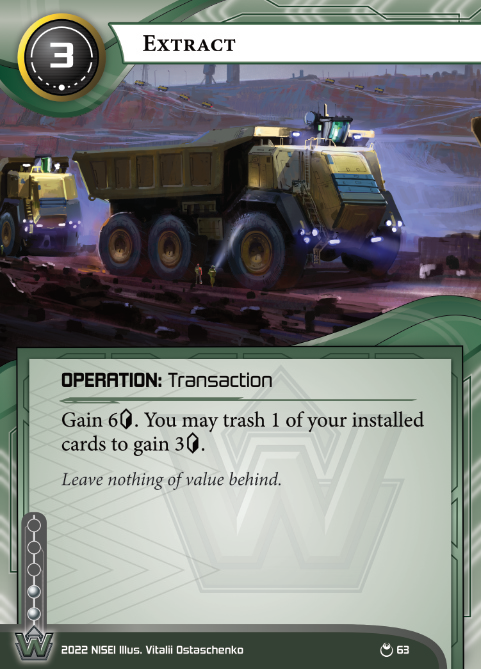 3
Extract
OPERATION: Transaction
Gain 6. You may trash 1 of your installed
cards to gain 3.
Leave nothing of value behind.
W
2022 NISEI Illus. Vitalii Ostaschenko
63